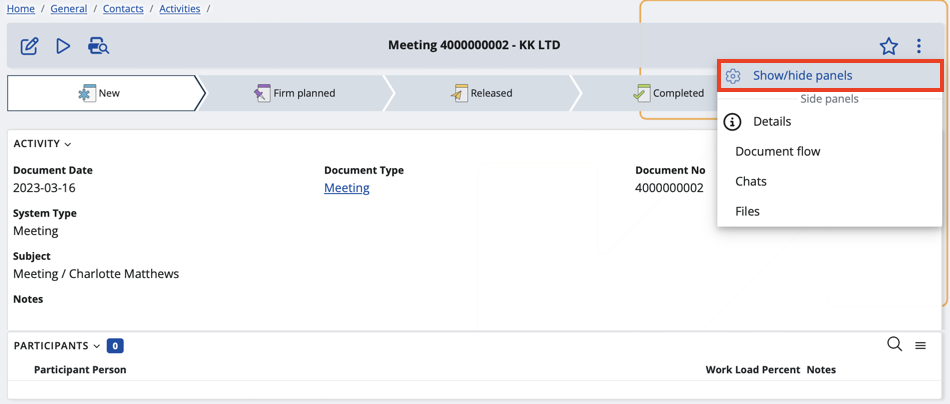 Home / General / Contacts / Activities /
Meeting 4000000002 - KK LTD
New Firm planned Released Completed
Show/hide panels
Side panels
Details
Document flow
Chats
Files
ACTIVITY
Document Date Document Type Document No
2023-03-16 Meeting 4000000002
System Type
Meeting
Subject
Meeting / Charlotte Matthews
Notes
PARTICIPANTS 0
Participant Person Work Load Percent Notes